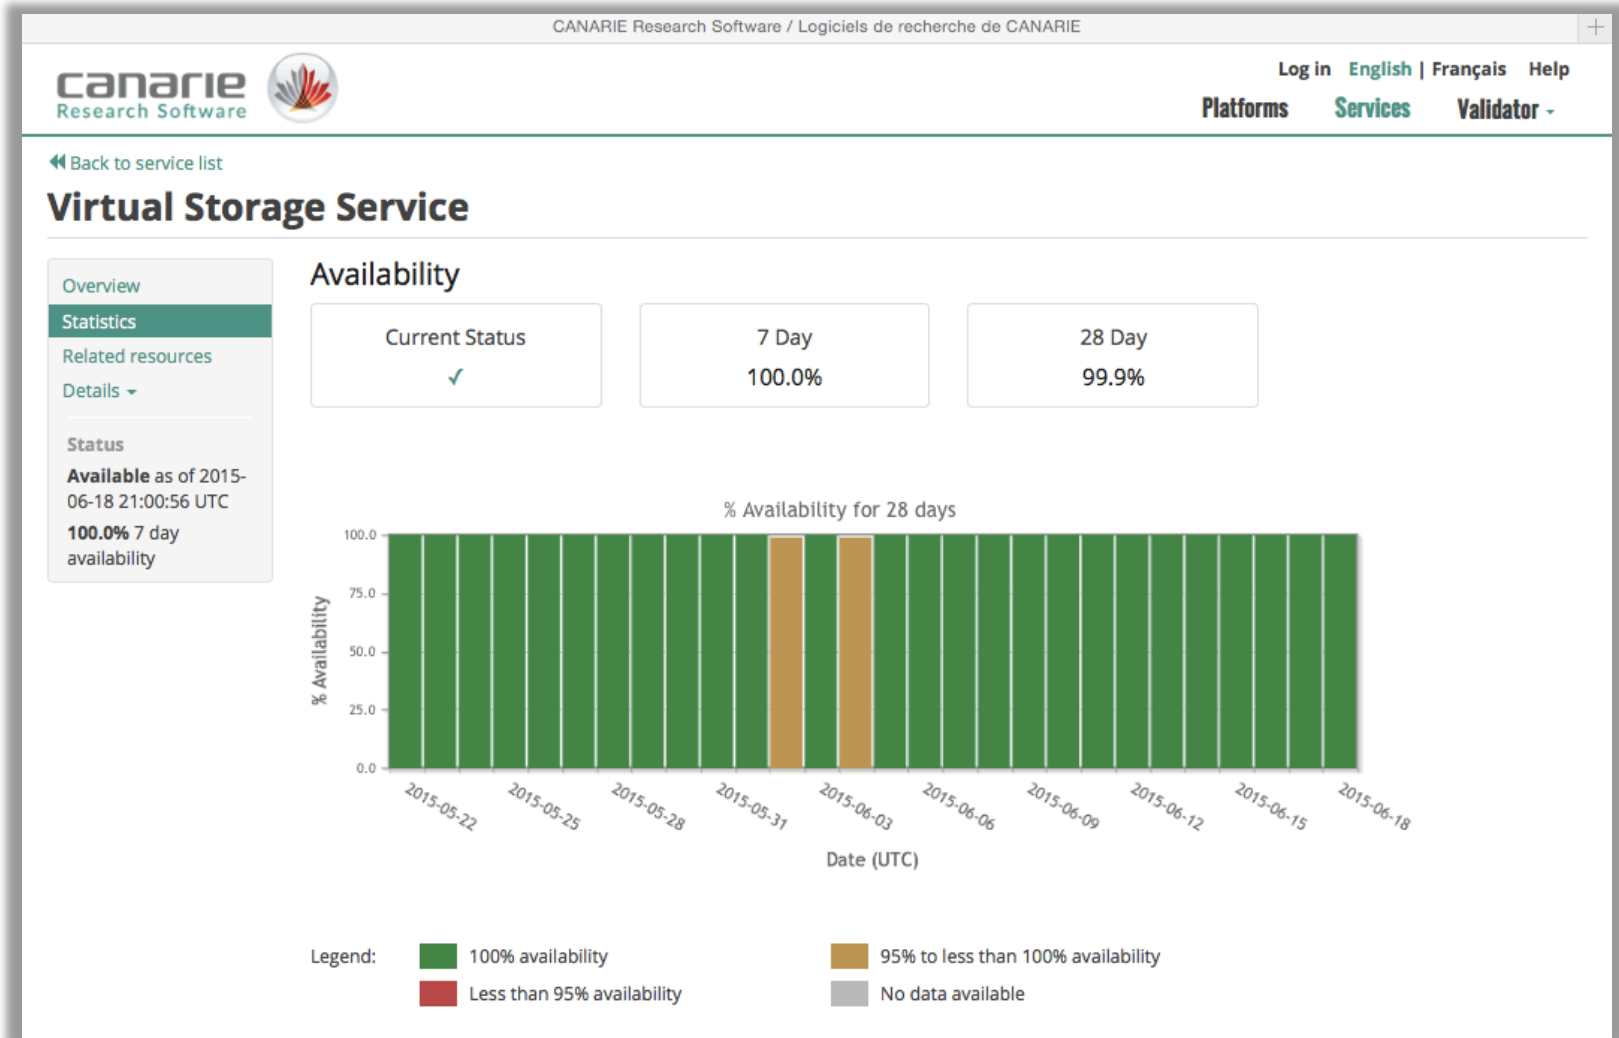 CANARIE Research Software / Logiciels de recherche de CANARIE
canarie
Research Software
Log in English | Français Help
Platforms Services Validator
Back to service list
Virtual Storage Service
Overview
Statistics
Related resources
Details
Status
Available as of 2015-
06-18 21:00:56 UTC
100.0% 7 day
availability
Availability
Current Status
✓
7 Day
100.0%
28 Day
99.9%
% Availability for 28 days
% Availability
100.0
75.0
50.0
25.0
0.0
2015-05-22
2015-05-25
2015-05-28
2015-05-31
2015-06-03
2015-06-06
2015-06-09
2015-06-12
2015-06-15
2015-06-18
Date (UTC)
Legend:
100% availability
95% to less than 100% availability
Less than 95% availability
No data available